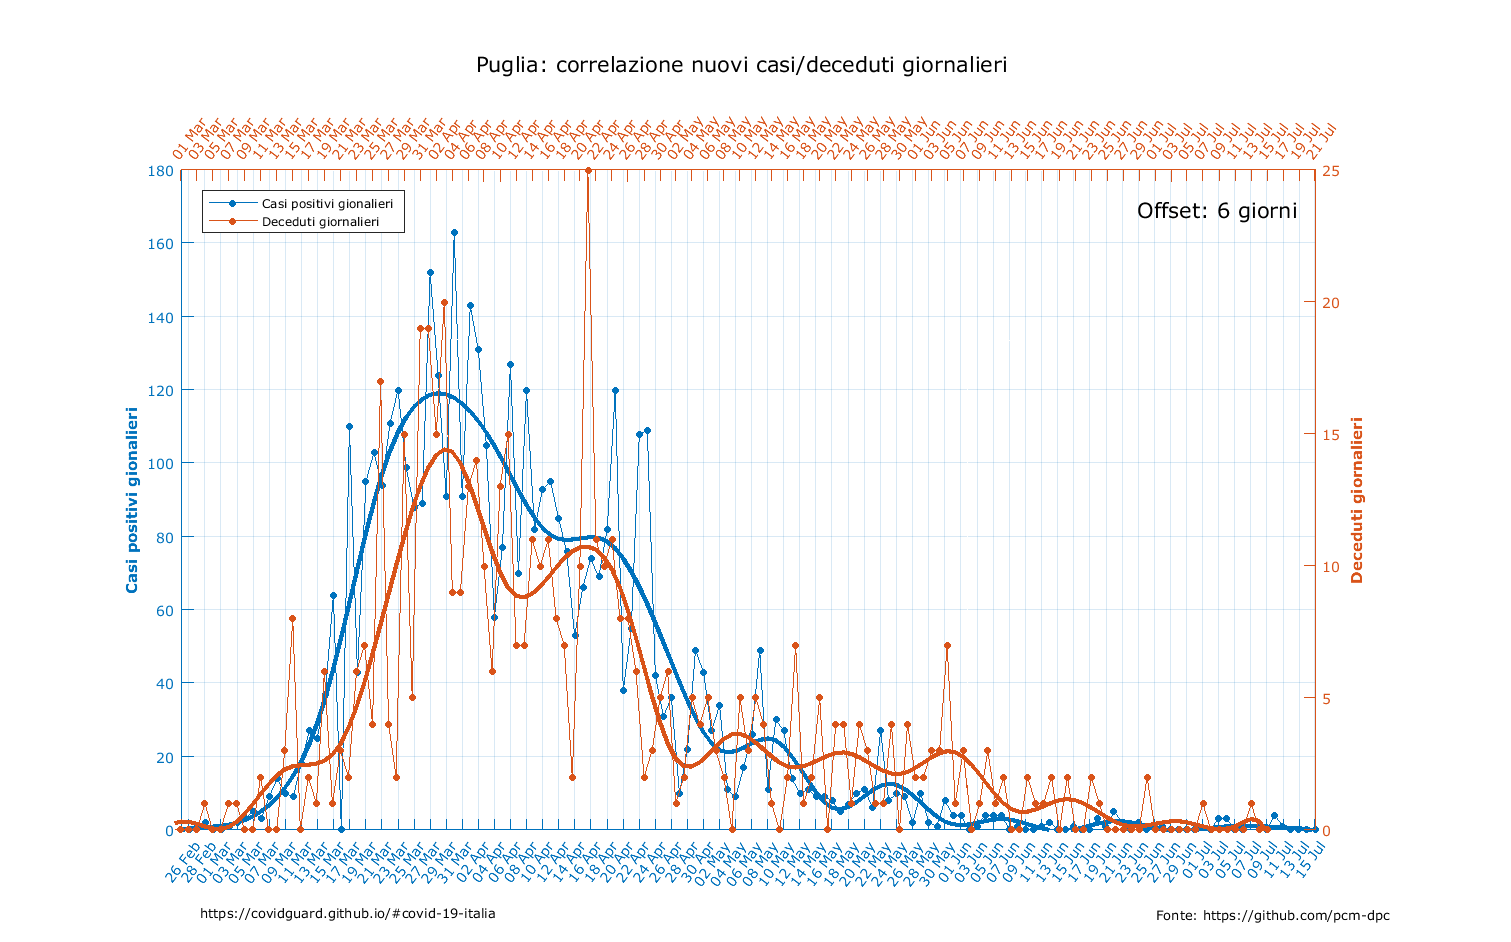 Puglia: correlazione nuovi casi/deceduti giornalieri
01 Mar
03 Mar
05 Mar
07 Mar
09 Mar
11 Mar
13 Mar
15 Mar
17 Mar
19 Mar
21 Mar
23 Mar
25 Mar
27 Mar
29 Mar
31 Mar
02 Apr
04 Apr
06 Apr
08 Apr
10 Apr
12 Apr
14 Apr
16 Apr
18 Apr
20 Apr
22 Apr
24 Apr
26 Apr
28 Apr
30 Apr
02 May
04 May
06 May
08 May
10 May
12 May
14 May
16 May
18 May
20 May
22 May
24 May
26 May
28 May
30 May
01 Jun
03 Jun
05 Jun
07 Jun
09 Jun
11 Jun
13 Jun
15 Jun
17 Jun
19 Jun
21 Jun
23 Jun
25 Jun
27 Jun
29 Jun
01 Jul
03 Jul
05 Jul
07 Jul
09 Jul
11 Jul
13 Jul
15 Jul
17 Jul
19 Jul
21 Jul
Casi positivi gionalieri
Deceduti giornalieri
Offset: 6 giorni
180
160
140
120
100
80
60
40
20
0
Casi positivi gionalieri
25
20
15
10
5
0
Deceduti giornalieri
26 Feb
28 Feb
01 Mar
03 Mar
05 Mar
07 Mar
09 Mar
11 Mar
13 Mar
15 Mar
17 Mar
19 Mar
21 Mar
23 Mar
25 Mar
27 Mar
29 Mar
31 Mar
02 Apr
04 Apr
06 Apr
08 Apr
10 Apr
12 Apr
14 Apr
16 Apr
18 Apr
20 Apr
22 Apr
24 Apr
26 Apr
28 Apr
30 Apr
02 May
04 May
06 May
08 May
10 May
12 May
14 May
16 May
18 May
20 May
22 May
24 May
26 May
28 May
30 May
01 Jun
03 Jun
05 Jun
07 Jun
09 Jun
11 Jun
13 Jun
15 Jun
17 Jun
19 Jun
21 Jun
23 Jun
25 Jun
27 Jun
29 Jun
01 Jul
03 Jul
05 Jul
07 Jul
09 Jul
11 Jul
13 Jul
15 Jul
https://covidguard.github.io/#covid-19-italia
Fonte: https://github.com/pcm-dpc